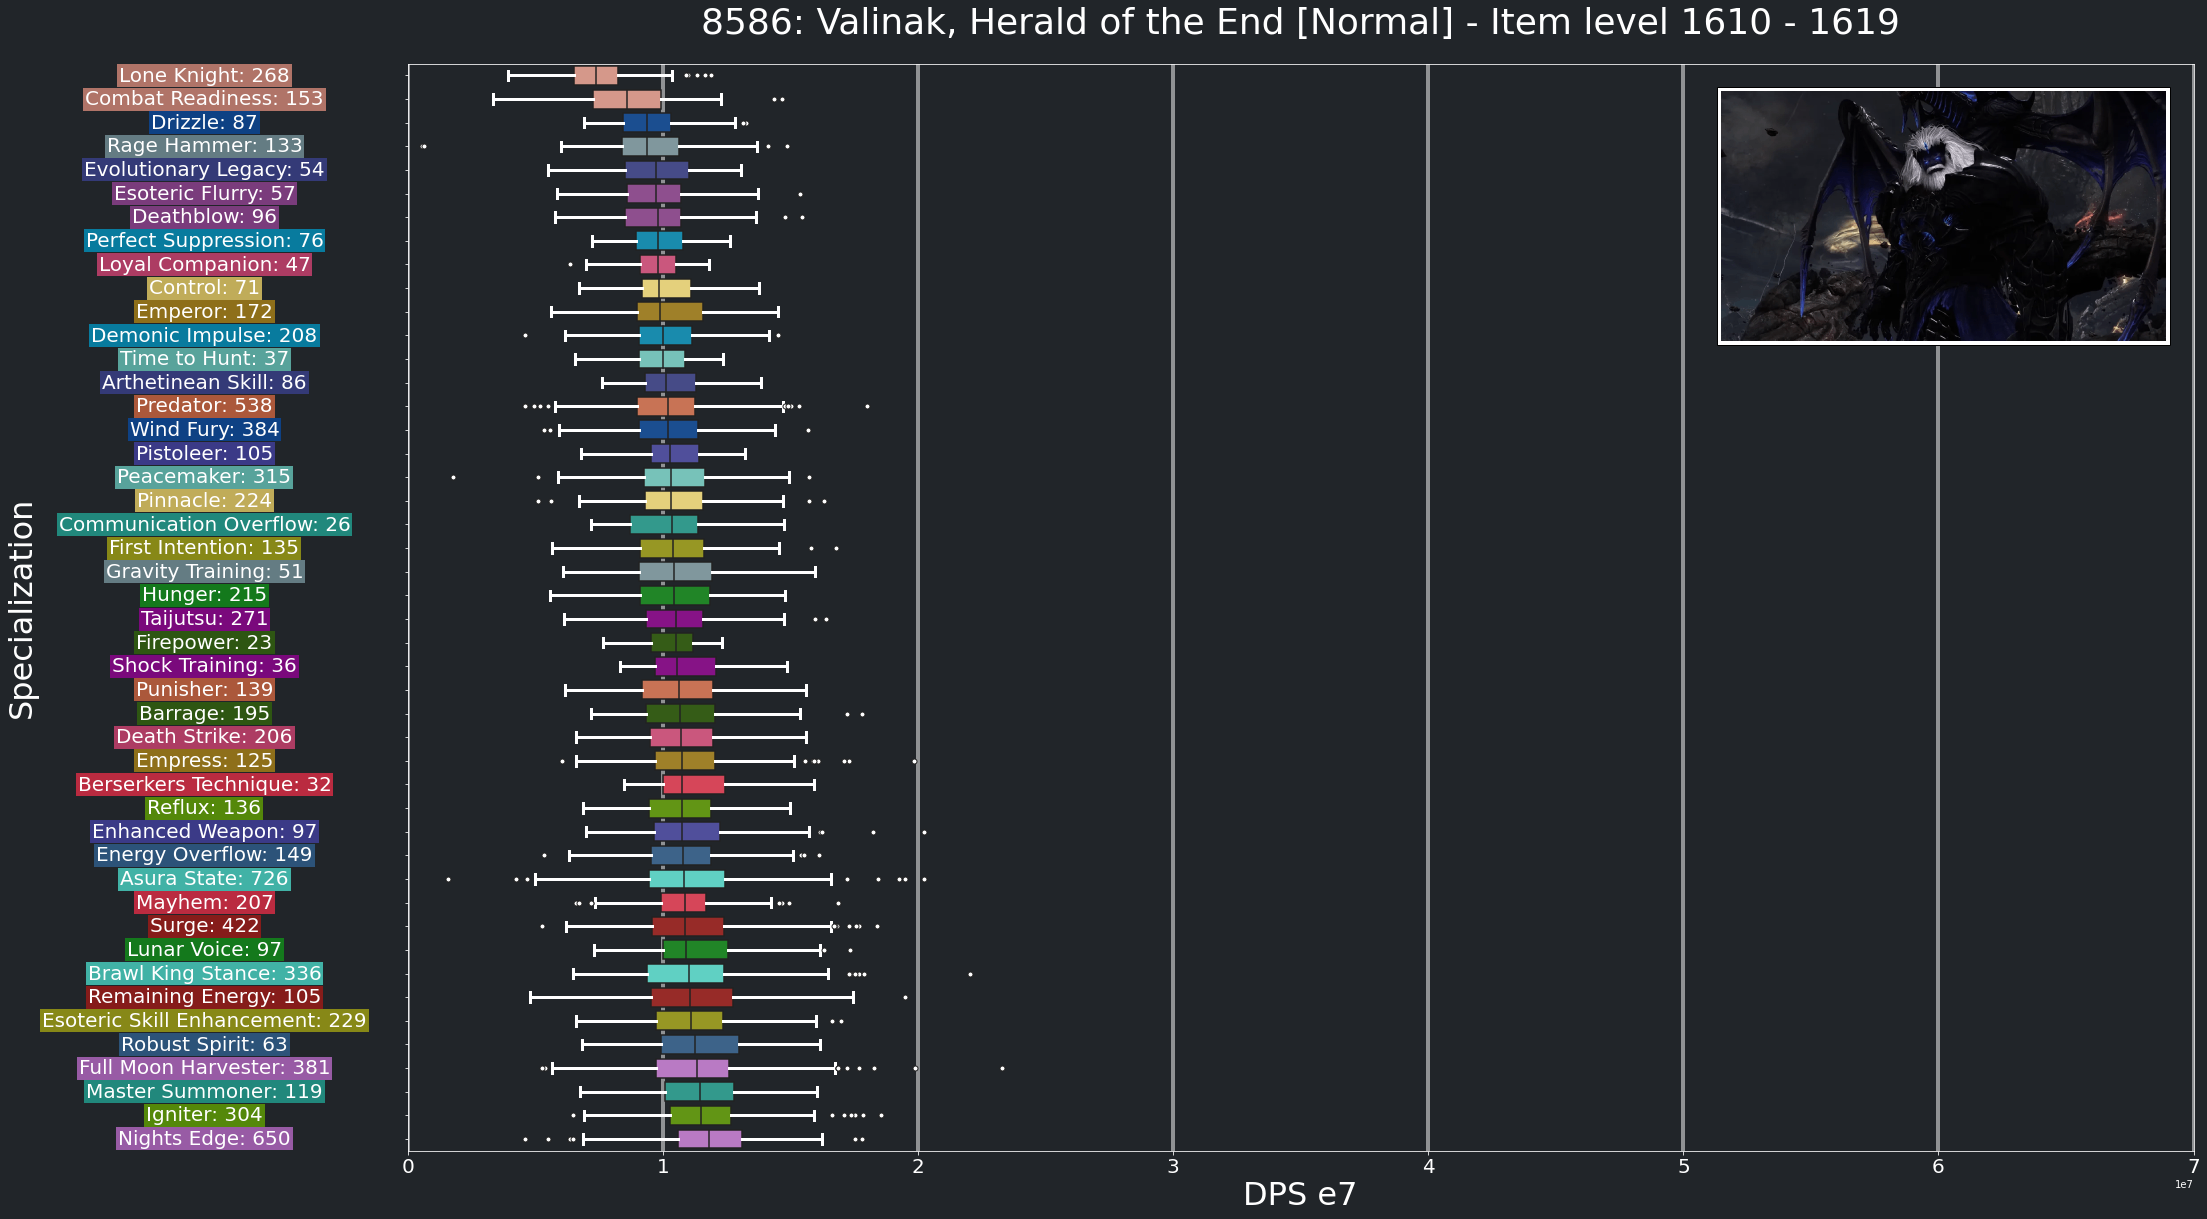 8586: Valinak, Herald of the End [Normal] - Item level 1610 - 1619
Specialization
Lone Knight: 268
Combat Readiness: 153
Drizzle: 87
Rage Hammer: 133
Evolutionary Legacy: 54
Esoteric Flurry: 57
Deathblow: 96
Perfect Suppression: 76
Loyal Companion: 47
Control: 71
Emperor: 172
Demonic Impulse: 208
Time to Hunt: 37
Arthetinean Skill: 86
Predator: 538
Wind Fury: 384
Pistoleer: 105
Peacemaker: 315
Pinnacle: 224
Communication Overflow: 26
First Intention: 135
Gravity Training: 51
Hunger: 215
Taijutsu: 271
Firepower: 23
Shock Training: 36
Punisher: 139
Barrage: 195
Death Strike: 206
Empress: 125
Berserkers Technique: 32
Reflux: 136
Enhanced Weapon: 97
Energy Overflow: 149
Asura State: 726
Mayhem: 207
Surge: 422
Lunar Voice: 97
Brawl King Stance: 336
Remaining Energy: 105
Esoteric Skill Enhancement: 229
Robust Spirit: 63
Full Moon Harvester: 381
Master Summoner: 119
Igniter: 304
Nights Edge: 650
0 1 2 3 4 5 6 7
1e7
DPS e7